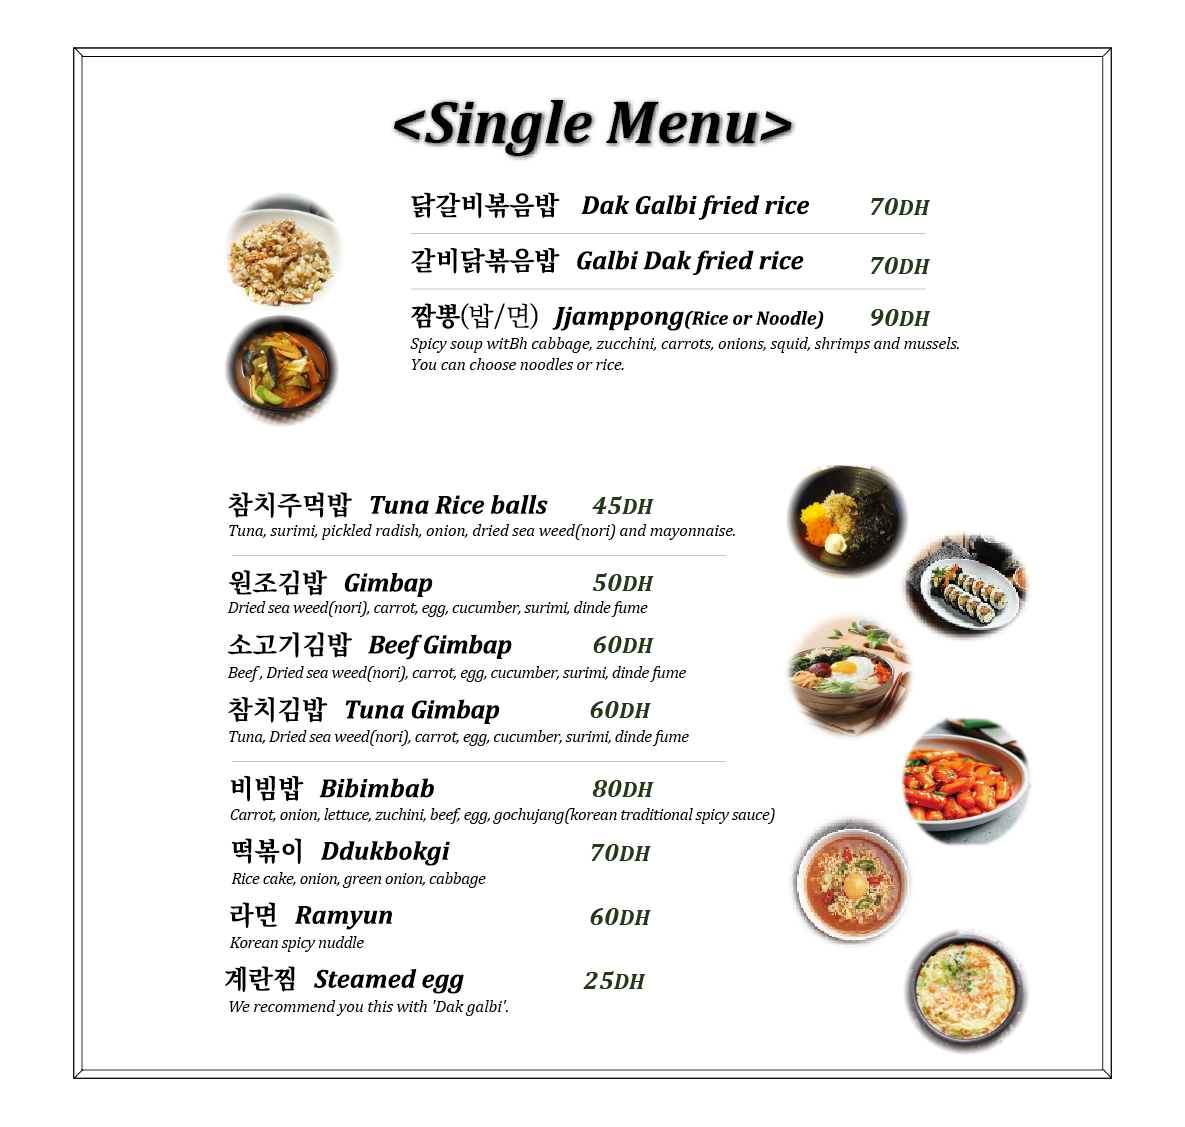 <Single Menu>
닭갈비볶음밥 Dak Galbi fried rice 70DH
갈비닭볶음밥 Galbi Dak fried rice 70DH
짬뽕(밥/면) Jjamppong(Rice or Noodle) 90DH
Spicy soup witBh cabbage, zucchini, carrots, onions, squid, shrimps and mussels.
You can choose noodles or rice.
참치주먹밥 Tuna Rice balls 45DH
Tuna, surimi, pickled radish, onion, dried sea weed(nori) and mayonnaise.
원조김밥 Gimbap 50DH
Dried sea weed(nori), carrot, egg, cucumber, surimi, dinde fume
소고기김밥 Beef Gimbap 60DH
Beef , Dried sea weed(nori), carrot, egg, cucumber, surimi, dinde fume
참치김밥 Tuna Gimbap 60DH
Tuna, Dried sea weed(nori), carrot, egg, cucumber, surimi, dinde fume
비빔밥 Bibimbab 80DH
Carrot, onion, lettuce, zuchini, beef, egg, gochujang(korean traditional spicy sauce)
떡볶이 Ddukbokgi 70DH
Rice cake, onion, green onion, cabbage
라면 Ramyun 60DH
Korean spicy nuddle
계란찜 Steamed egg 25DH
We recommend you this with 'Dak galbi'.